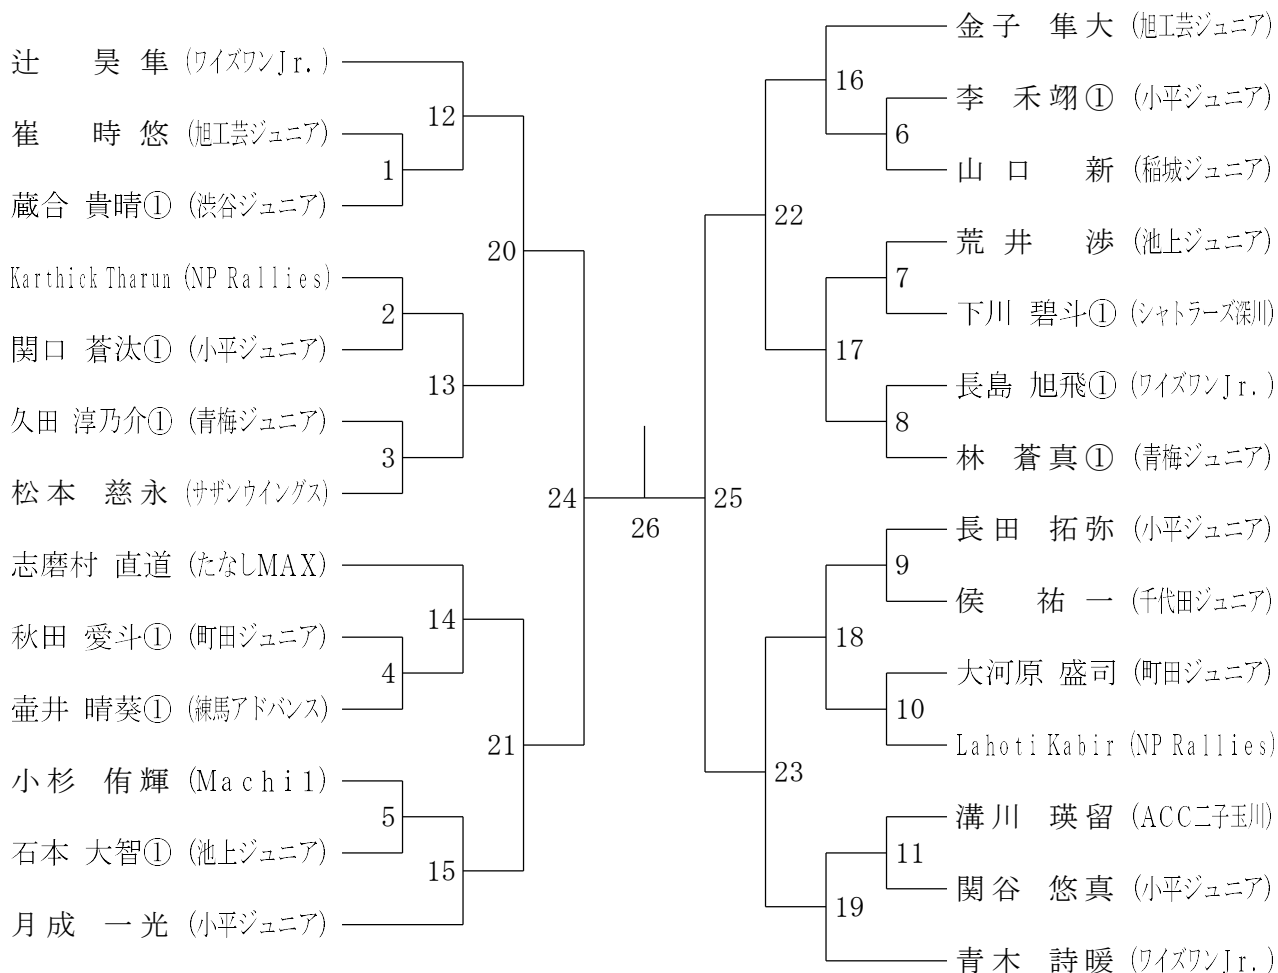 辻 昊隼 (ワイズワンJr.)
崔 時悠 (旭工芸ジュニア)
蔵合 貴晴① (渋谷ジュニア)
Karthick Tharun (NP Rallies)
関口 蒼汰① (小平ジュニア)
久田 淳乃介① (青梅ジュニア)
松本 慈永 (サザンウイングス)
志磨村 直道 (たなしMAX)
秋田 愛斗① (町田ジュニア)
壷井 晴葵① (練馬アドバンス)
小杉 侑輝 (Machi1)
石本 大智① (池上ジュニア)
月成 一光 (小平ジュニア)
1
2
3
4
5
12
13
14
15
20
21
24
26
25
22
23
16
17
18
19
6
7
8
9
10
11
金子 隼大 (旭工芸ジュニア)
李 禾翊① (小平ジュニア)
山口 新 (稲城ジュニア)
荒井 渉 (池上ジュニア)
下川 碧斗① (シャトラーズ深川)
長島 旭飛① (ワイズワンJr.)
林 蒼真① (青梅ジュニア)
長田 拓弥 (小平ジュニア)
侯 祐一 (千代田ジュニア)
大河原 盛司 (町田ジュニア)
Lahoti Kabir (NP Rallies)
溝川 瑛留 (ACC二子玉川)
関谷 悠真 (小平ジュニア)
青木 詩暖 (ワイズワンJr.)